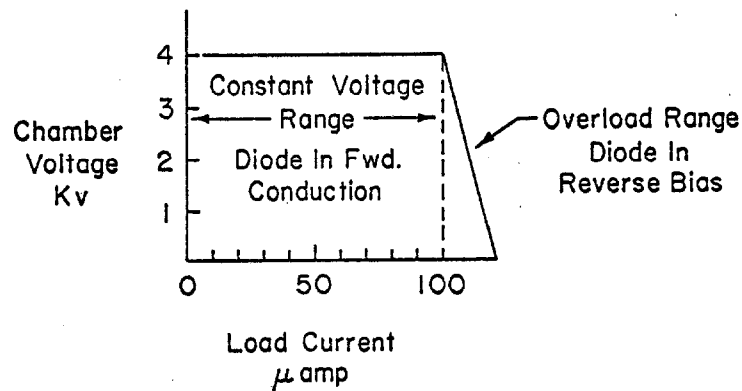 4
Constant Voltage
3
Range
Overload Range
Diode In
Reverse Bias
Chamber
Voltage
Kv
2
Diode In Fwd.
Conduction
1
0
50
100
Load Current
μ amp